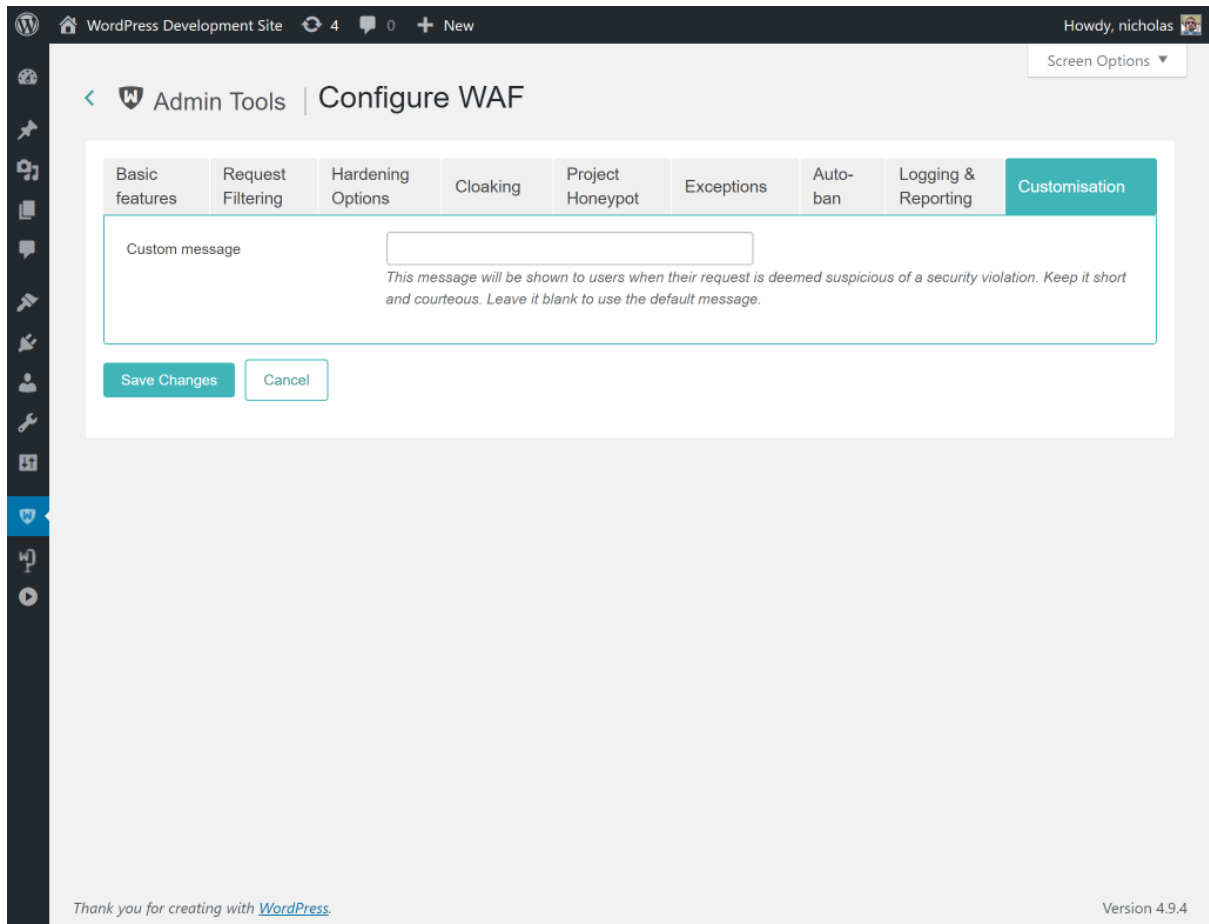 WordPress Development Site 4 0 New Howdy, nicholas
Screen Options
Admin Tools | Configure WAF
Basic features
Request Filtering
Hardening Options
Cloaking
Project Honeypot
Exceptions
Auto-ban
Logging & Reporting
Customisation
Custom message
This message will be shown to users when their request is deemed suspicious of a security violation. Keep it short
and courteous. Leave it blank to use the default message.
Save Changes Cancel
Thank you for creating with WordPress. Version 4.9.4